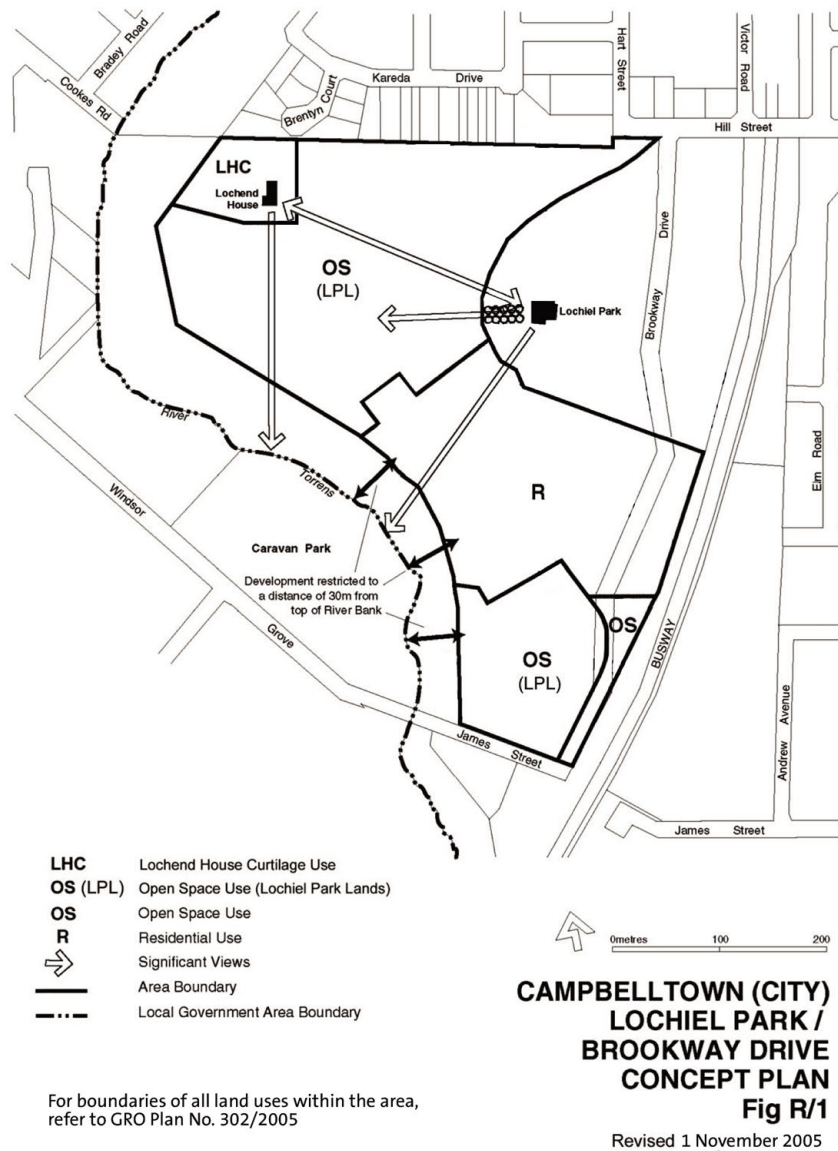 Bradey Road
Cookes Rd
Brentyn Court
Kareda Drive
Hart Street
Victor Road
Hill Street
LHC
Lochend
House
OS
(LPL)
Lochiel Park
Brookway Drive
River
Torrens
Windsor
Grove
Caravan Park
Development restricted to
a distance of 30m from
top of River Bank
R
OS
OS
(LPL)
BUSWAY
Elm Road
Andrew Avenue
James Street
James Street
LHC Lochend House Curtilage Use
OS (LPL) Open Space Use (Lochiel Park Lands)
OS Open Space Use
R Residential Use
Significant Views
Area Boundary
Local Government Area Boundary
0metres 100 200
CAMPBELLTOWN (CITY)
LOCHIEL PARK /
BROOKWAY DRIVE
CONCEPT PLAN
Fig R/1
Revised 1 November 2005
For boundaries of all land uses within the area,
refer to GRO Plan No. 302/2005